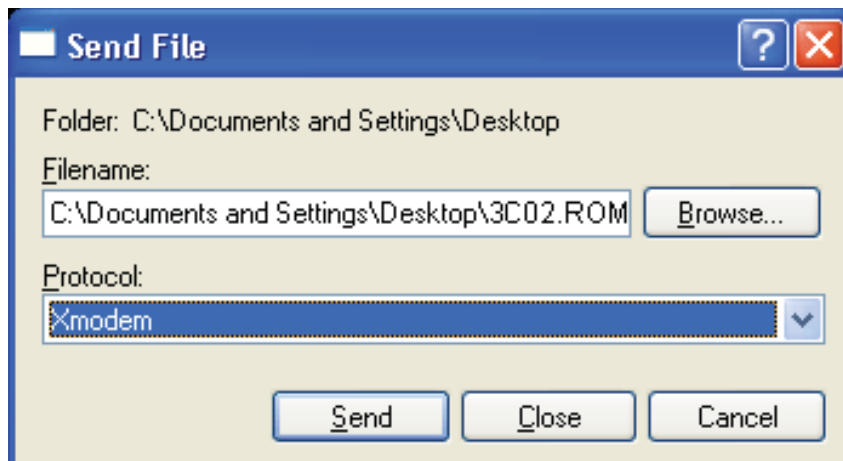 Send File
Folder: C:\Documents and Settings\Desktop
Filename:
C:\Documents and Settings\Desktop\3C02.ROM Browse...
Protocol:
Xmodem
Send Close Cancel